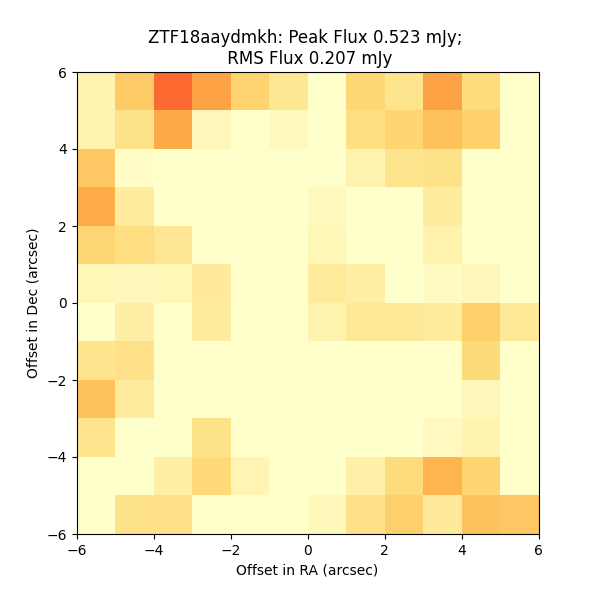 ZTF18aaydmkh: Peak Flux 0.523 mJy;
RMS Flux 0.207 mJy
6
4
2
0
−2
−4
−6
Offset in Dec (arcsec)
−6 −4 −2 0 2 4 6
Offset in RA (arcsec)